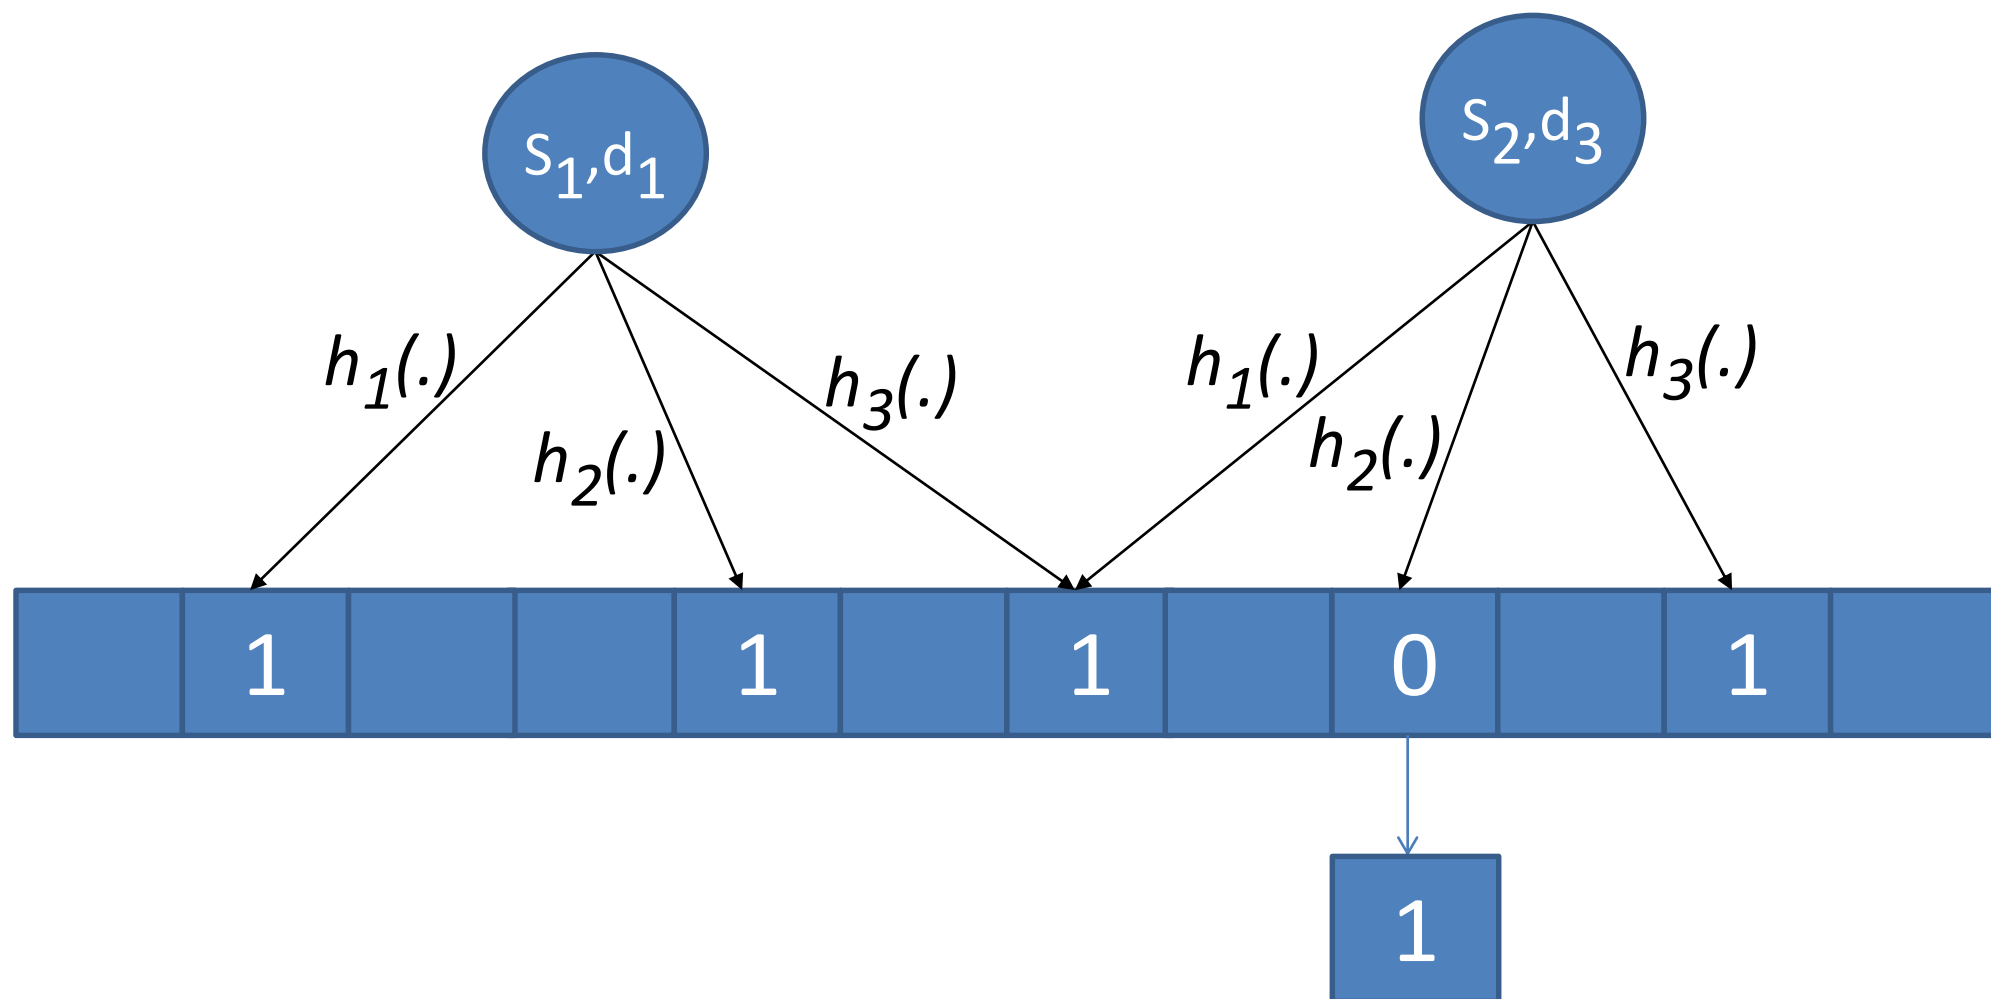 S₁,d₁
S₂,d₃
h₁(.)
h₂(.)
h₃(.)
h₁(.)
h₂(.)
h₃(.)
1 1 1 0 1
1